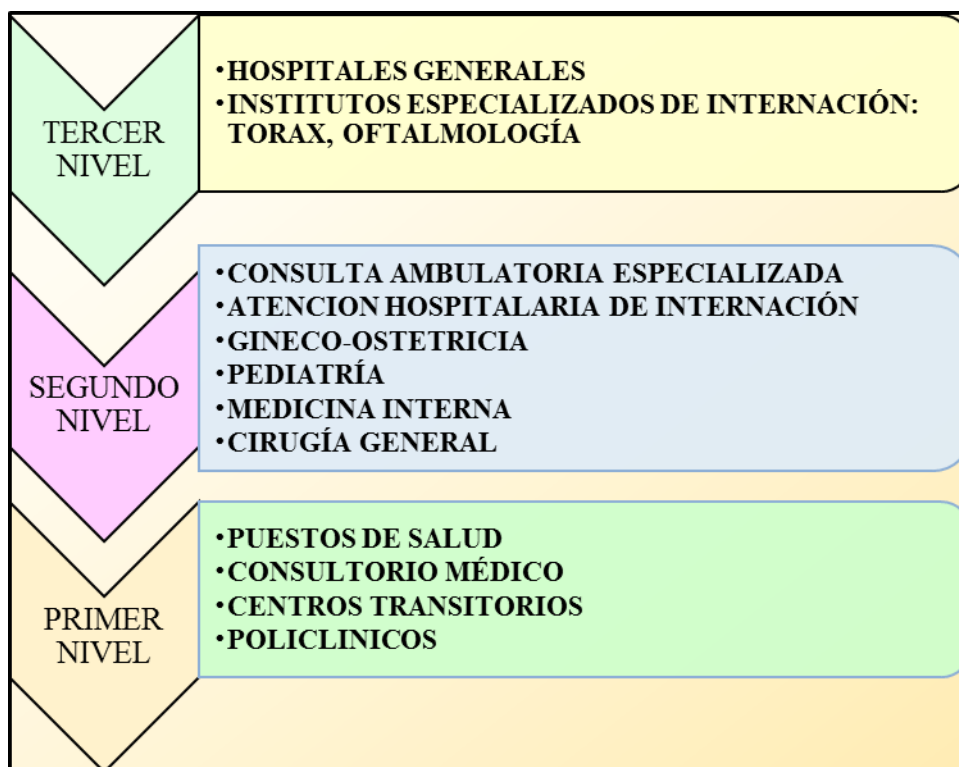 TERCER
NIVEL
•HOSPITALES GENERALES
•INSTITUTOS ESPECIALIZADOS DE INTERNACIÓN:
TORAX, OFTALMOLOGÍA
SEGUNDO
NIVEL
•CONSULTA AMBULATORIA ESPECIALIZADA
•ATENCION HOSPITALARIA DE INTERNACIÓN
•GINECO-OSTETRICIA
•PEDIATRÍA
•MEDICINA INTERNA
•CIRUGÍA GENERAL
PRIMER
NIVEL
•PUESTOS DE SALUD
•CONSULTORIO MÉDICO
•CENTROS TRANSITORIOS
•POLICLINICOS